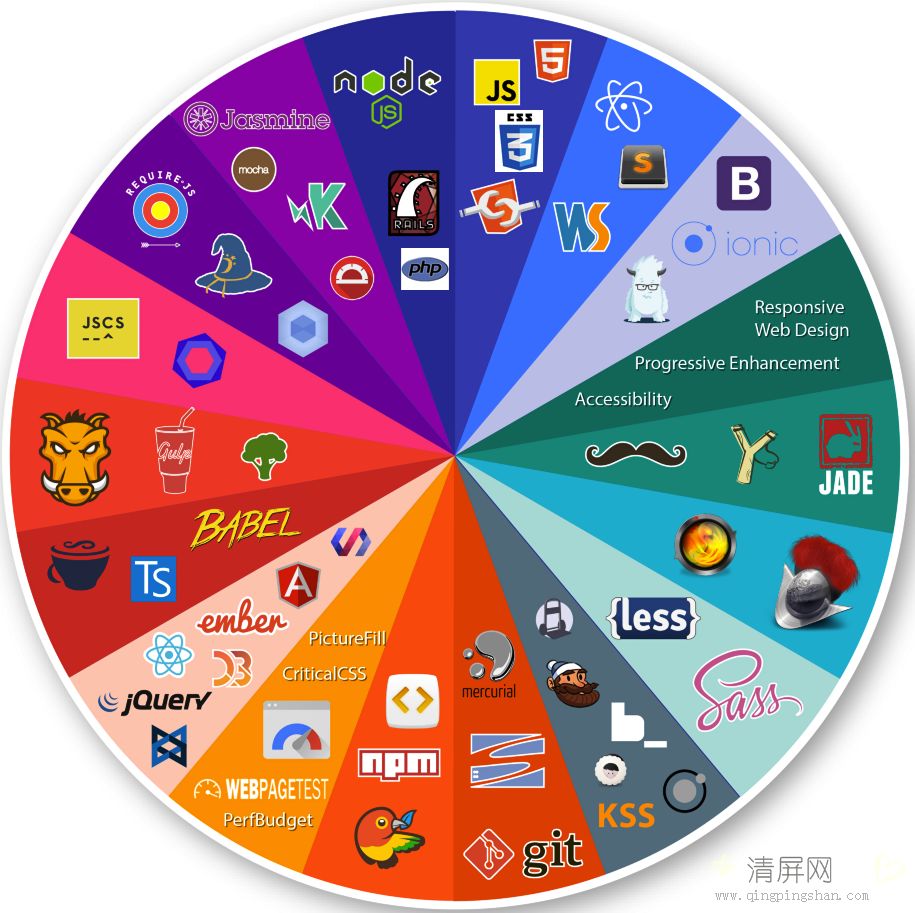 node
JS
5
JS
CSS
3
Jasmine
mocha
REQUIRE·JS
K
S
B
RAILS
WS
ionic
php
JSCS
Responsive
Web Design
Progressive Enhancement
Accessibility
Gulp
JADE
BABEL
TS
A
{less}
ember
PictureFill
D3
CriticalCSS
mercurial
Sass
jQuery
b_
npm
WEBPAGETEST
KSS
PerfBudget
git
清屏网
www.qingpingshan.com